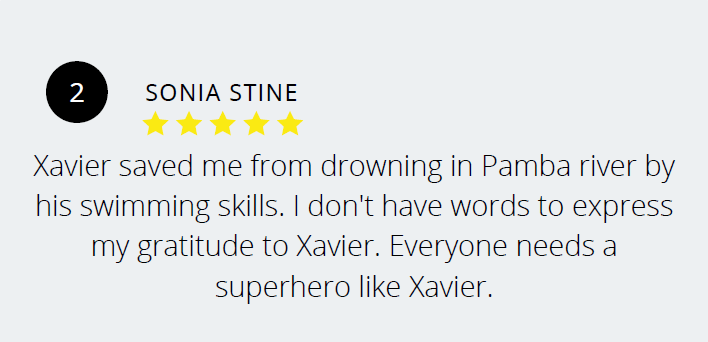 2
SONIA STINE
Xavier saved me from drowning in Pamba river by
his swimming skills. I don't have words to express
my gratitude to Xavier. Everyone needs a
superhero like Xavier.